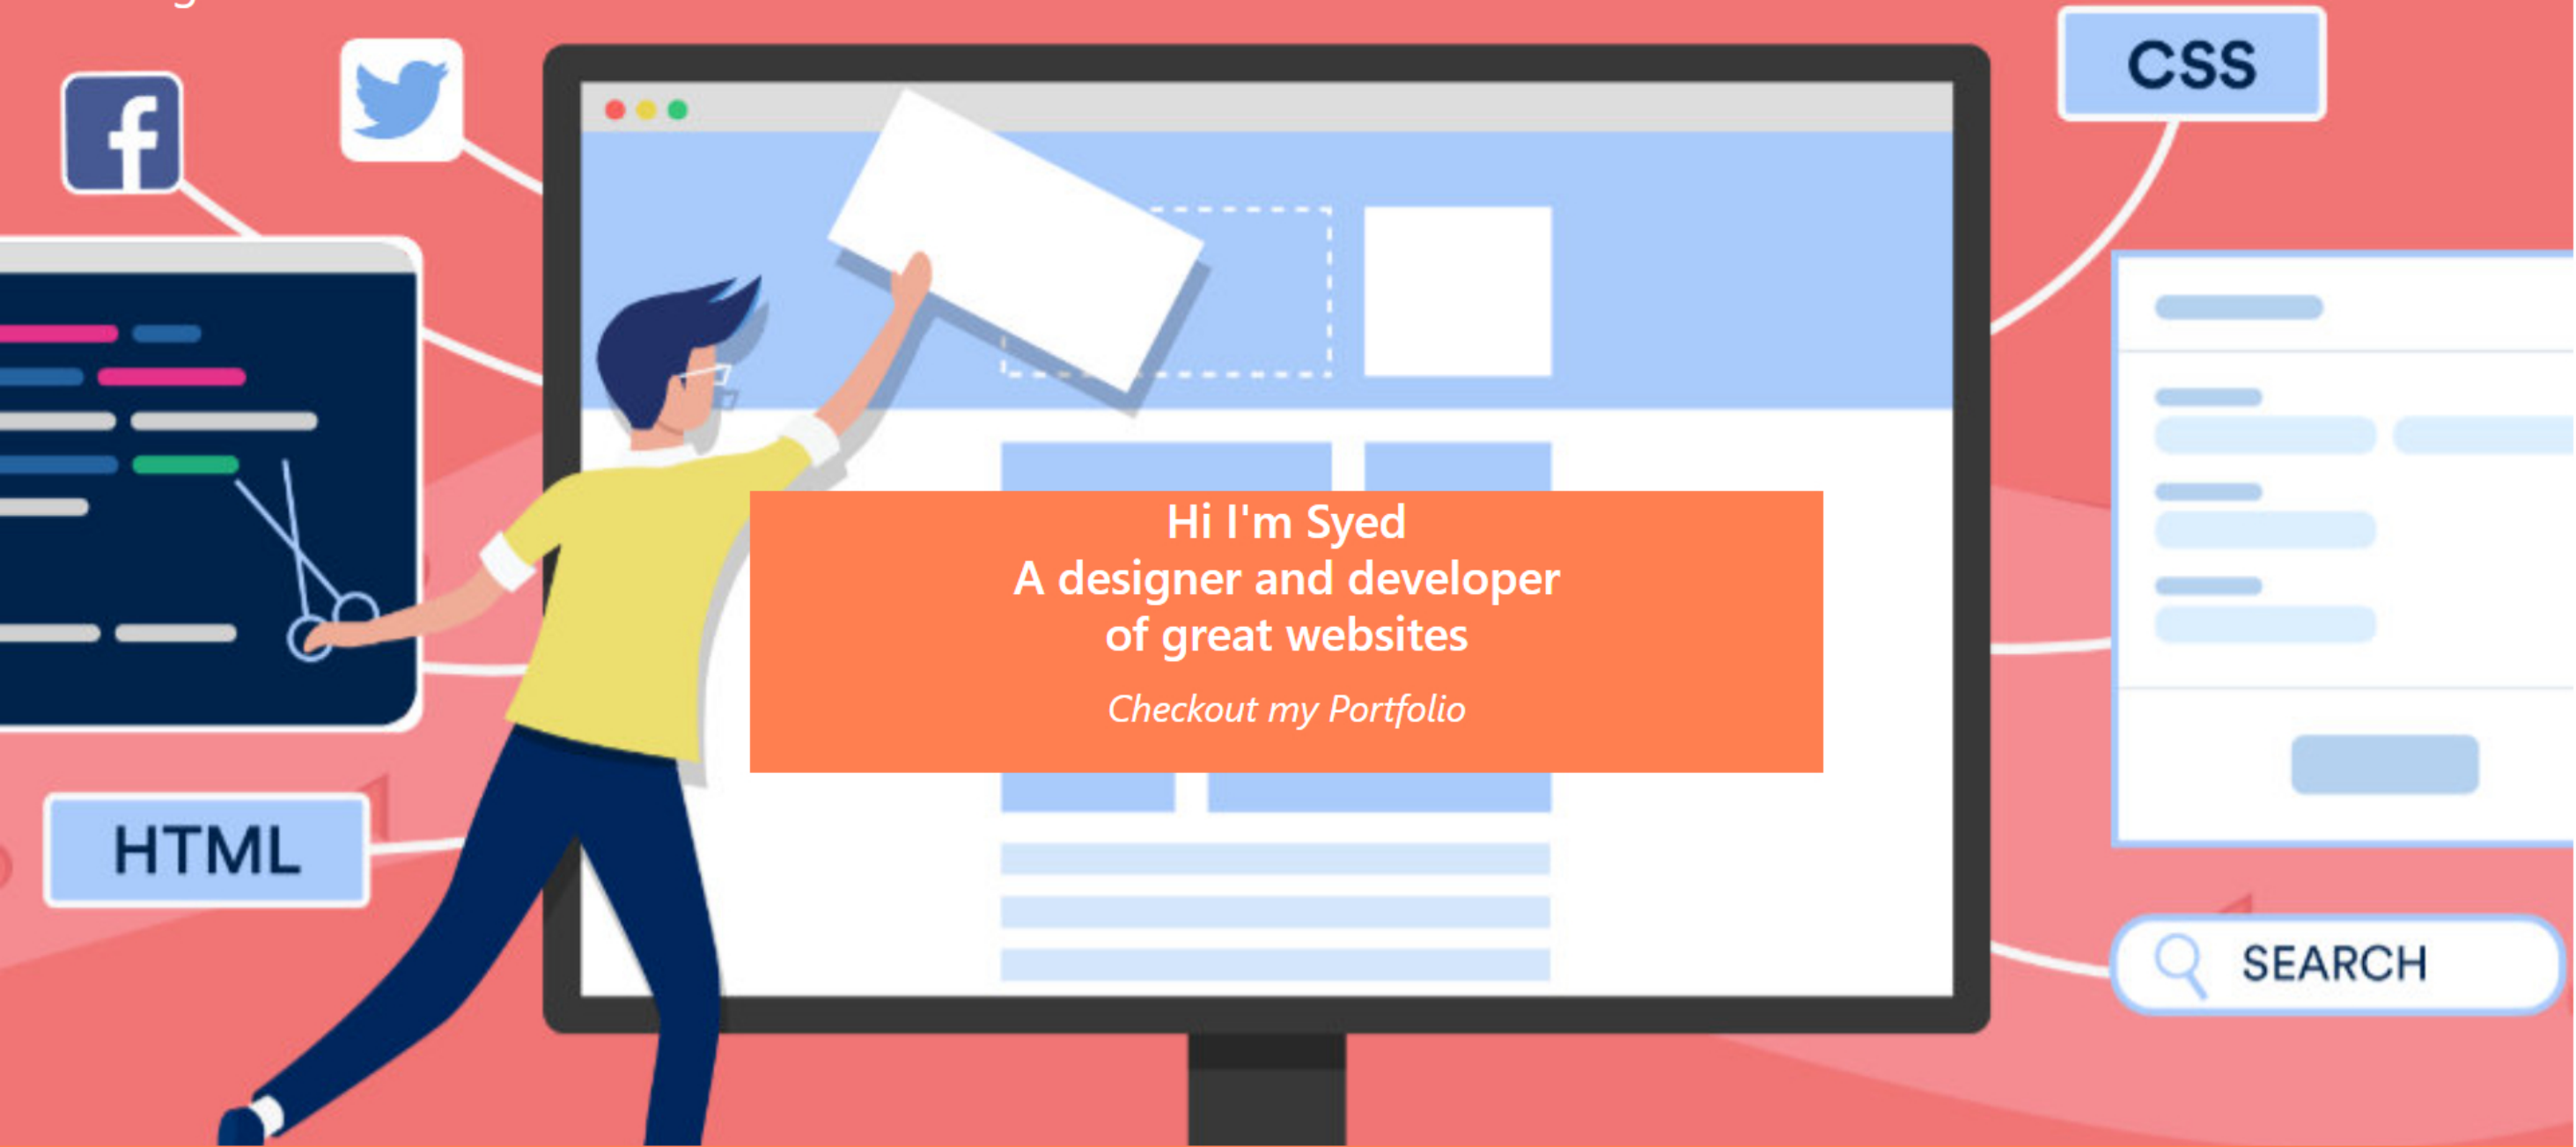 CSS
Hi I'm Syed
A designer and developer
of great websites
Checkout my Portfolio
HTML
SEARCH